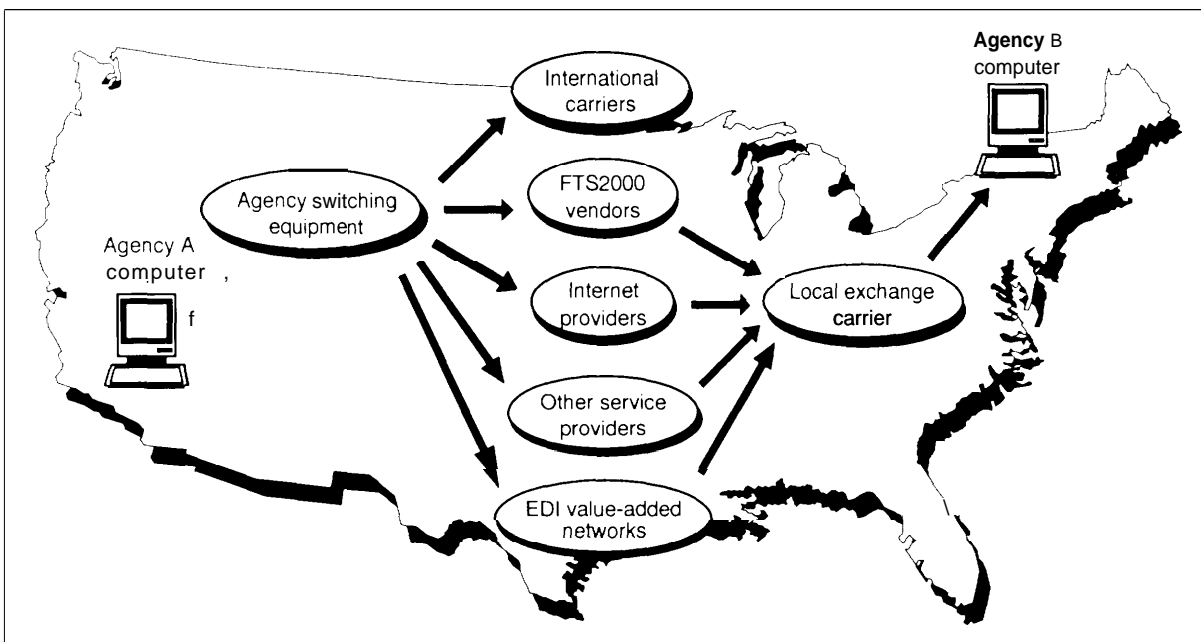 Agency B
computer
International
carriers
FTS2000
vendors
Agency switching
equipment
Agency A
computer ,
f
Internet
providers
Local exchange
carrier
Other service
providers
EDI value-added
networks